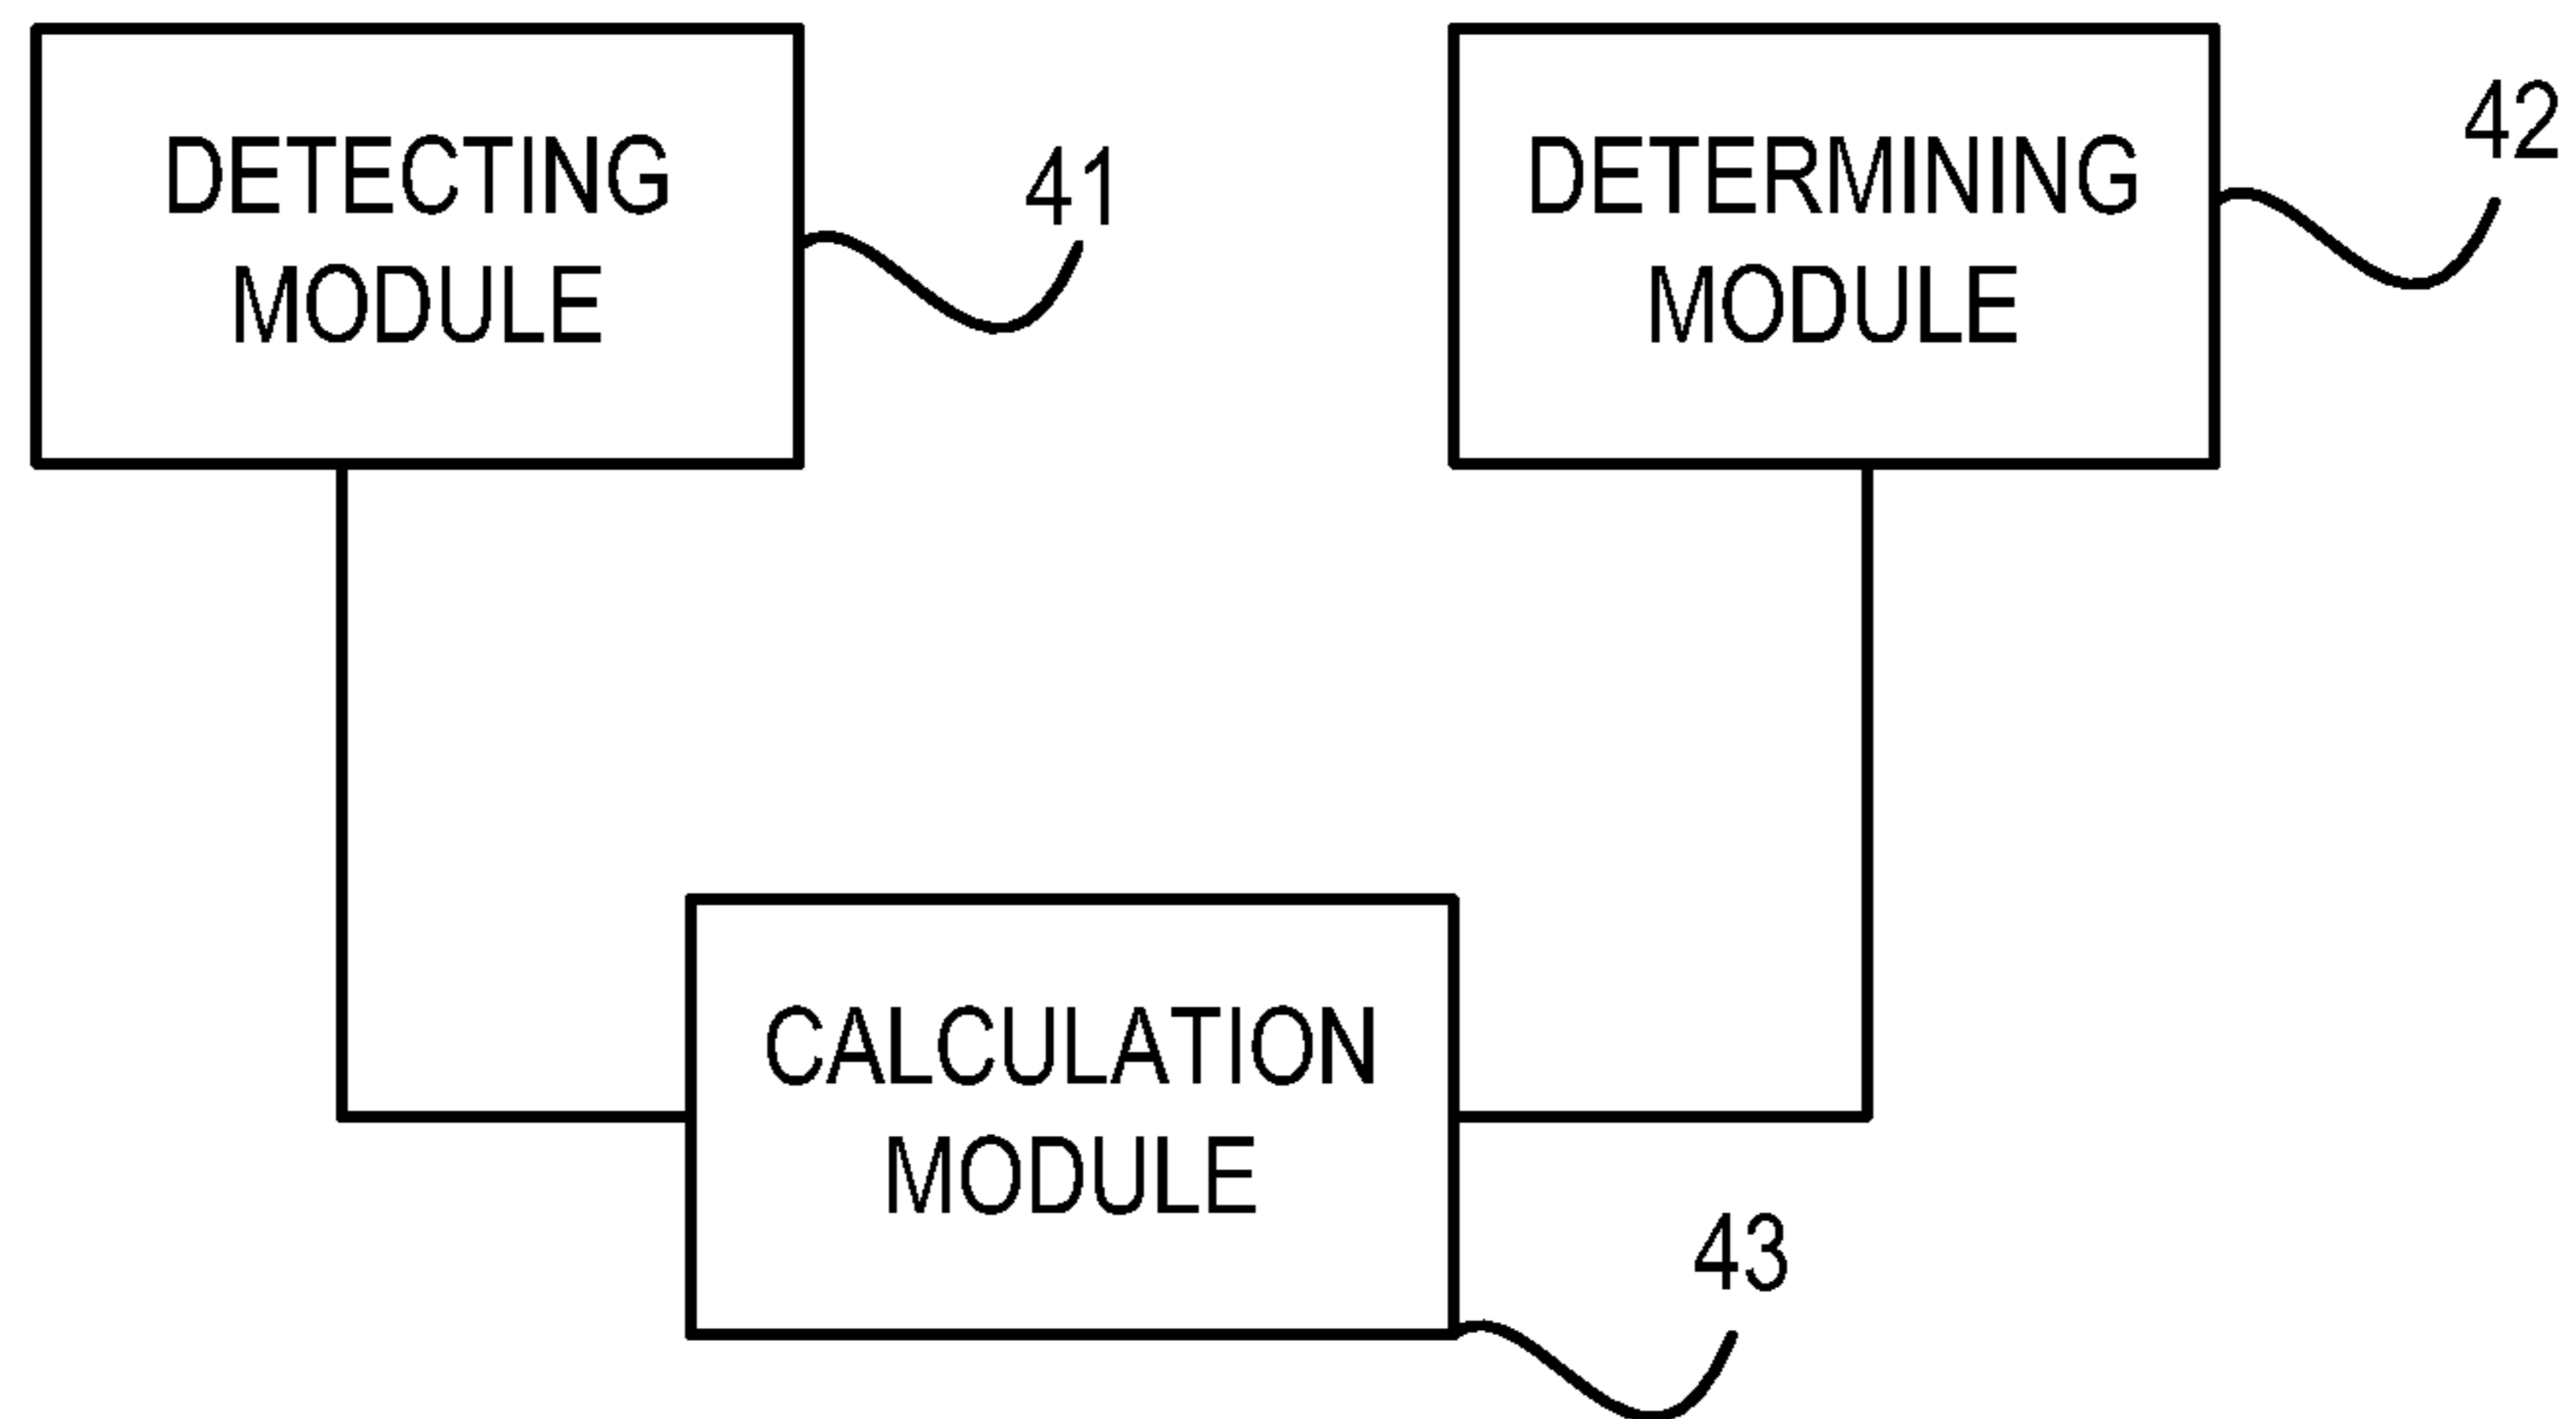 DETECTING
MODULE
41
DETERMINING
MODULE
42
CALCULATION
MODULE
43